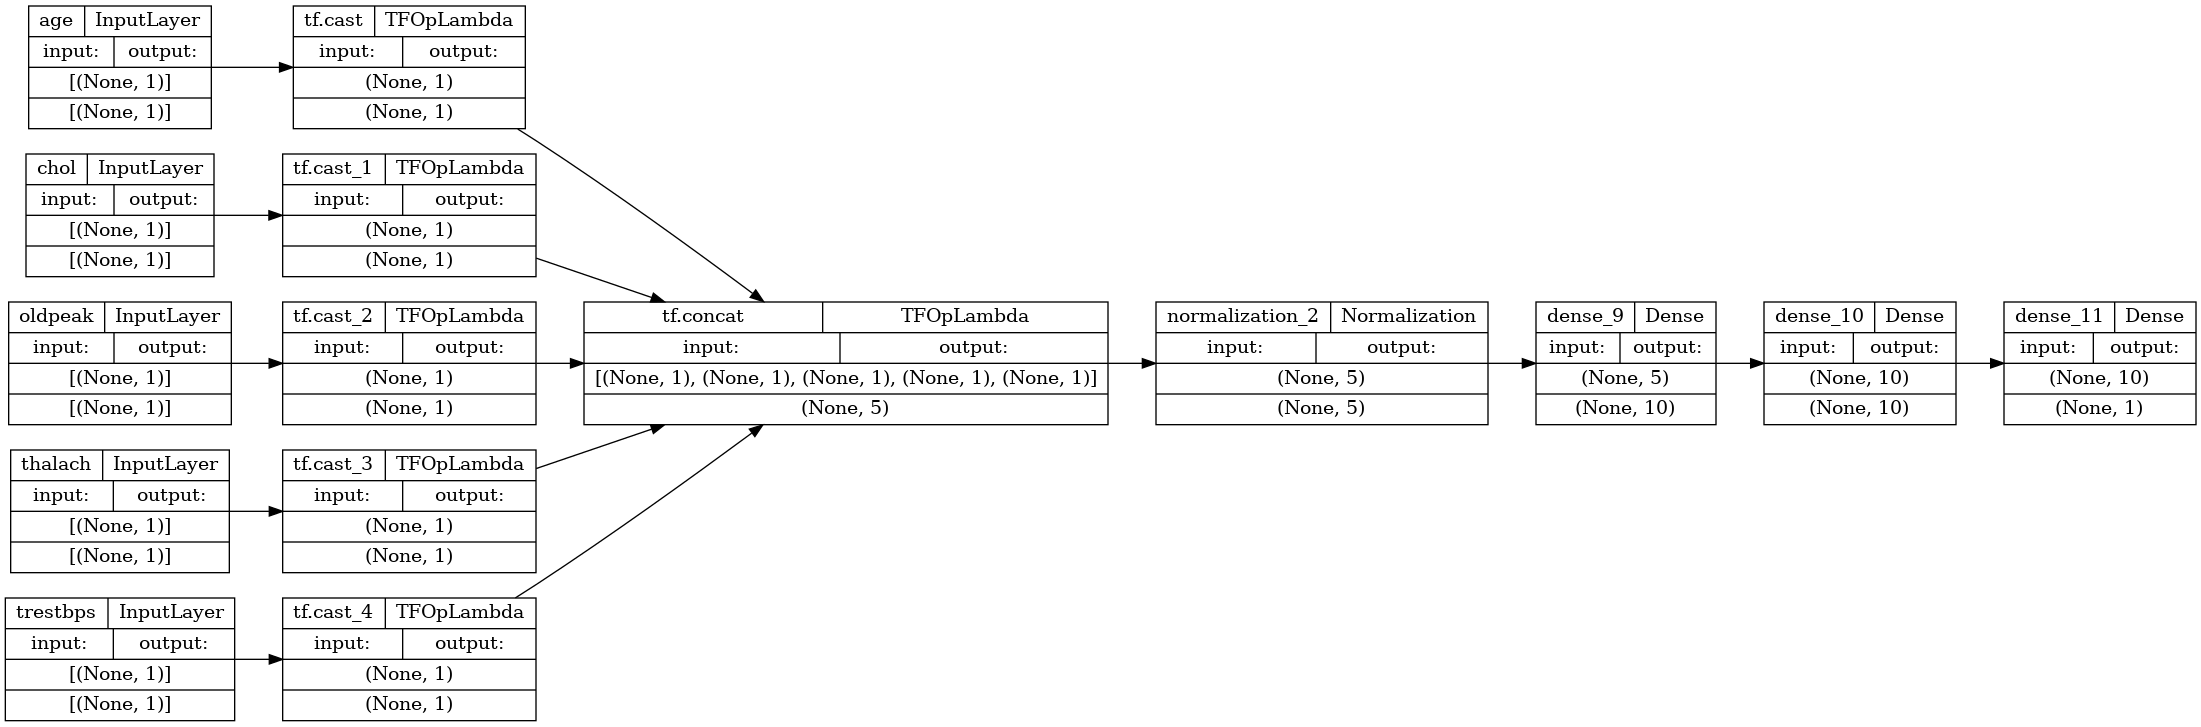 age InputLayer
input: output:
[(None, 1)]
[(None, 1)]
tf.cast TFOpLambda
input: output:
(None, 1)
(None, 1)
chol InputLayer
input: output:
[(None, 1)]
[(None, 1)]
tf.cast_1 TFOpLambda
input: output:
(None, 1)
(None, 1)
oldpeak InputLayer
input: output:
[(None, 1)]
[(None, 1)]
tf.cast_2 TFOpLambda
input: output:
(None, 1)
(None, 1)
thalach InputLayer
input: output:
[(None, 1)]
[(None, 1)]
tf.cast_3 TFOpLambda
input: output:
(None, 1)
(None, 1)
trestbps InputLayer
input: output:
[(None, 1)]
[(None, 1)]
tf.cast_4 TFOpLambda
input: output:
(None, 1)
(None, 1)
tf.concat TFOpLambda
input: output:
[(None, 1), (None, 1), (None, 1), (None, 1), (None, 1)]
(None, 5)
normalization_2 Normalization
input: output:
(None, 5)
(None, 5)
dense_9 Dense
input: output:
(None, 5)
(None, 10)
dense_10 Dense
input: output:
(None, 10)
(None, 10)
dense_11 Dense
input: output:
(None, 10)
(None, 1)